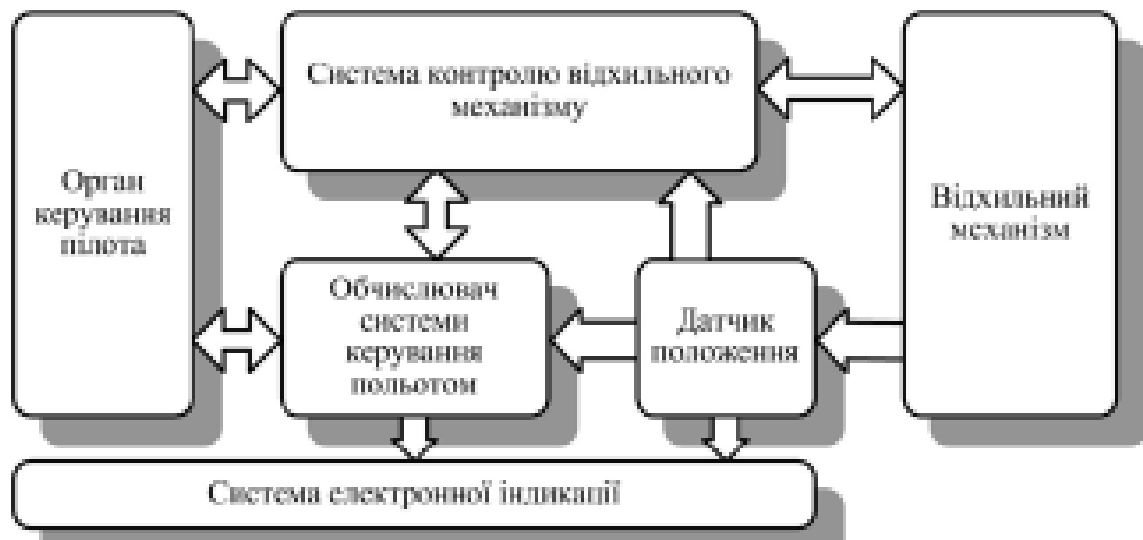 Система контролю відхильного
механізму
Орган
керування
пілота
Відхильний
механізм
Обчислювач
системи
керування
польотом
Датчик
положення
Система електронної індикації